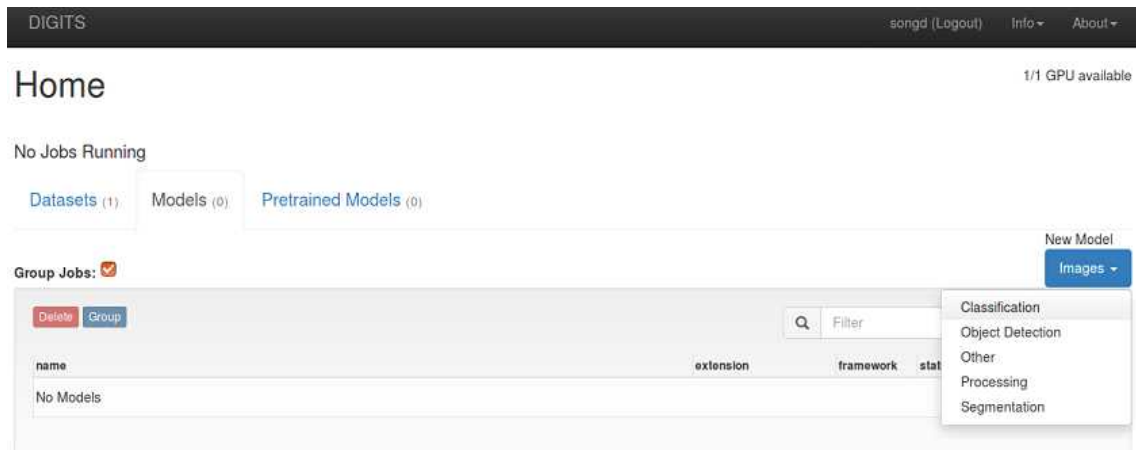 DIGITS songd (Logout) Info About
Home 1/1 GPU available
No Jobs Running
Datasets (1) Models (0) Pretrained Models (0)
New Model
Group Jobs: Images
Delete Group Filter
Classification
Object Detection
Other
name extension framework stat
Processing
No Models
Segmentation